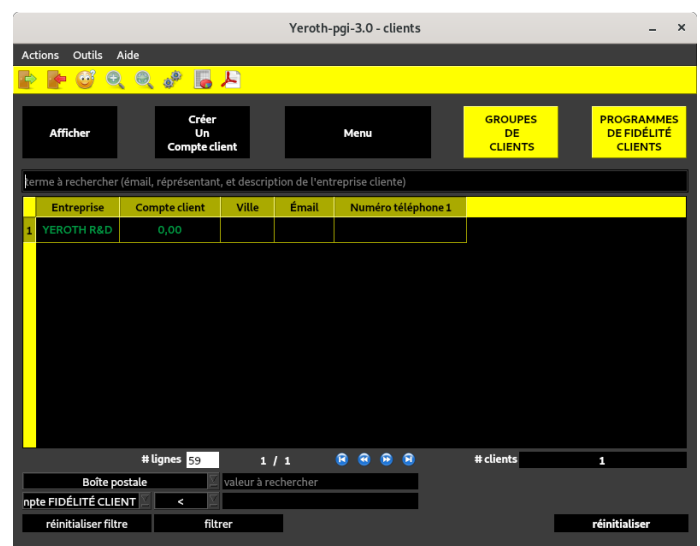 Yeroth-pgi-3.0 - clients
Actions Outils Aide
Afficher
Créer
Un
Compte client
Menu
GROUPES
DE
CLIENTS
PROGRAMMES
DE FIDÉLITÉ
CLIENTS
terme à rechercher (émail, réprésentant, et description de l'entreprise cliente)
Entreprise Compte client Ville Émail Numéro téléphone 1
1 YEROTH R&D 0,00
# lignes 59 1 / 1 # clients 1
Boîte postale valeur à rechercher
npte FIDÉLITÉ CLIENT <
réinitialiser filtre filtrer réinitialiser